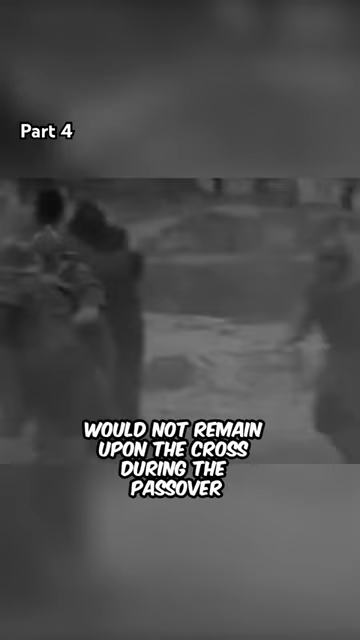 Part 4
WOULD NOT REMAIN
UPON THE CROSS
DURING THE
PASSOVER